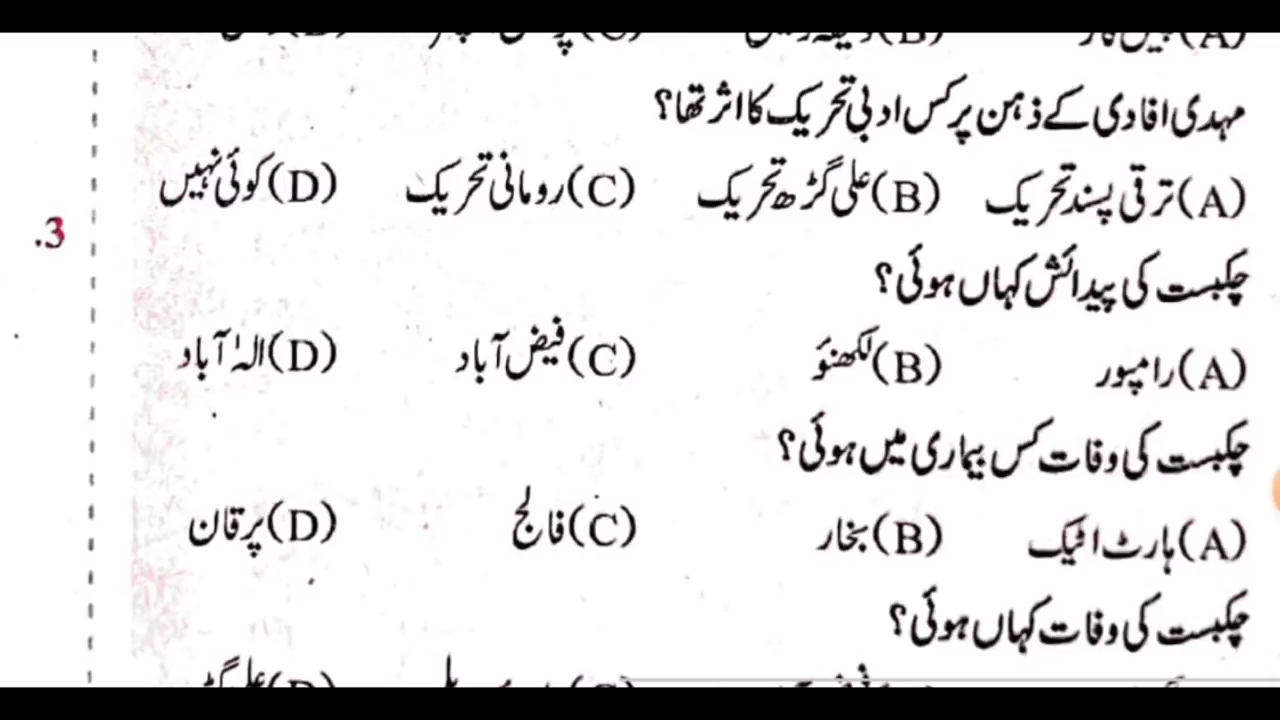 مہدی افادی کے ذہن پر کس ادبی تحریک کا اثر تھا؟
(A) ترقی پسند تحریک (B) علی گڑھ تحریک (C) رومانی تحریک (D) کوئی نہیں
.3
چکبست کی پیدائش کہاں ہوئی؟
(A) رامپور (B) لکھنؤ (C) فیض آباد (D) الہٰ آباد
چکبست کی وفات کس بیماری میں ہوئی؟
(A) ہارٹ اٹیک (B) بخار (C) فالج (D) پرقان
چکبست کی وفات کہاں ہوئی؟